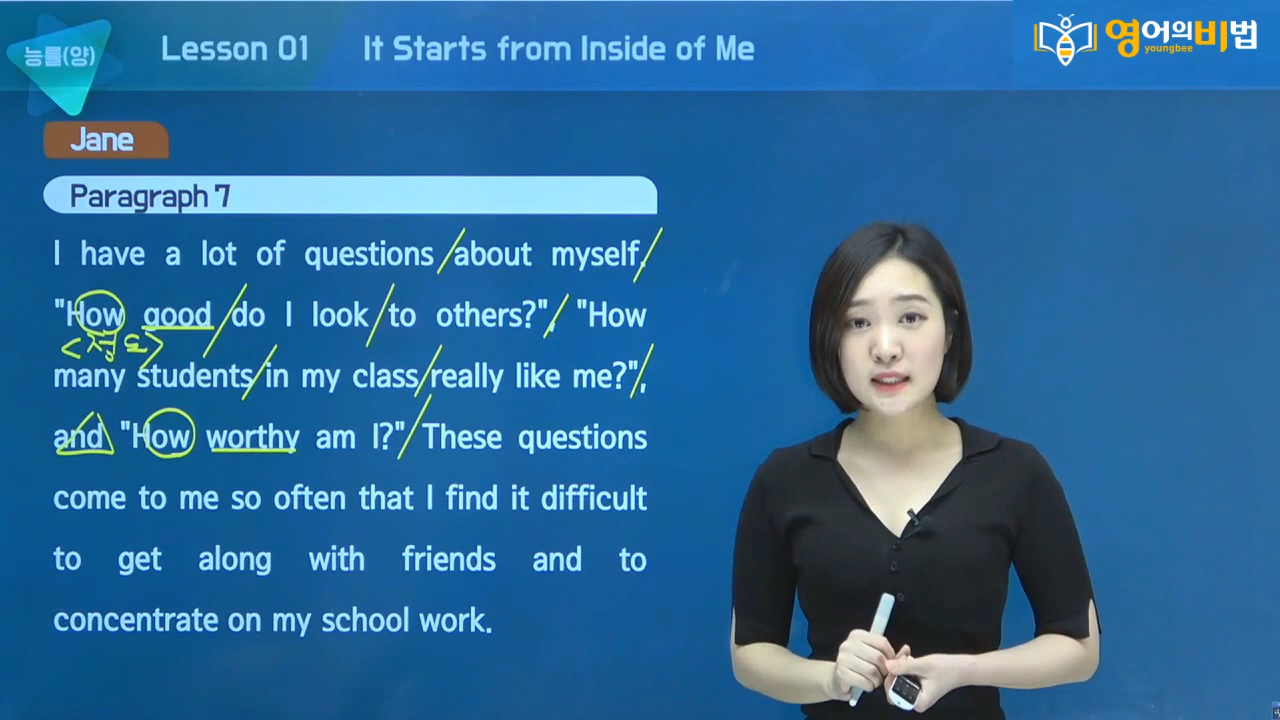 능률(양)
Lesson 01 It Starts from Inside of Me
영어의비법
youngbee
Jane
Paragraph 7
I have a lot of questions about myself.
"How good do I look to others?", "How
<정도>
many students in my class really like me?",
and "How worthy am I?" These questions
come to me so often that I find it difficult
to get along with friends and to
concentrate on my school work.